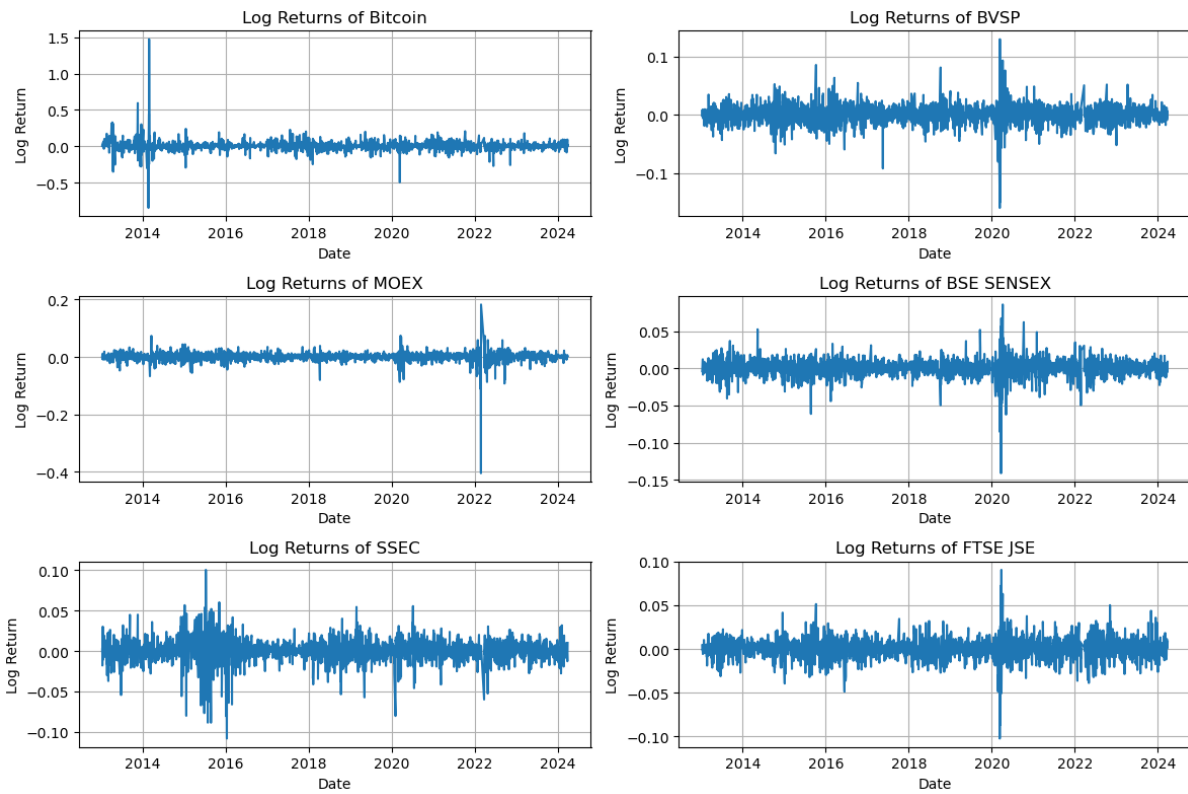 Log Returns of Bitcoin
Log Return
1.5
1.0
0.5
0.0
−0.5
2014 2016 2018 2020 2022 2024
Date
Log Returns of BVSP
Log Return
0.1
0.0
−0.1
2014 2016 2018 2020 2022 2024
Date
Log Returns of MOEX
Log Return
0.2
0.0
−0.2
−0.4
2014 2016 2018 2020 2022 2024
Date
Log Returns of BSE SENSEX
Log Return
0.05
0.00
−0.05
−0.10
−0.15
2014 2016 2018 2020 2022 2024
Date
Log Returns of SSEC
Log Return
0.10
0.05
0.00
−0.05
−0.10
2014 2016 2018 2020 2022 2024
Date
Log Returns of FTSE JSE
Log Return
0.10
0.05
0.00
−0.05
−0.10
2014 2016 2018 2020 2022 2024
Date